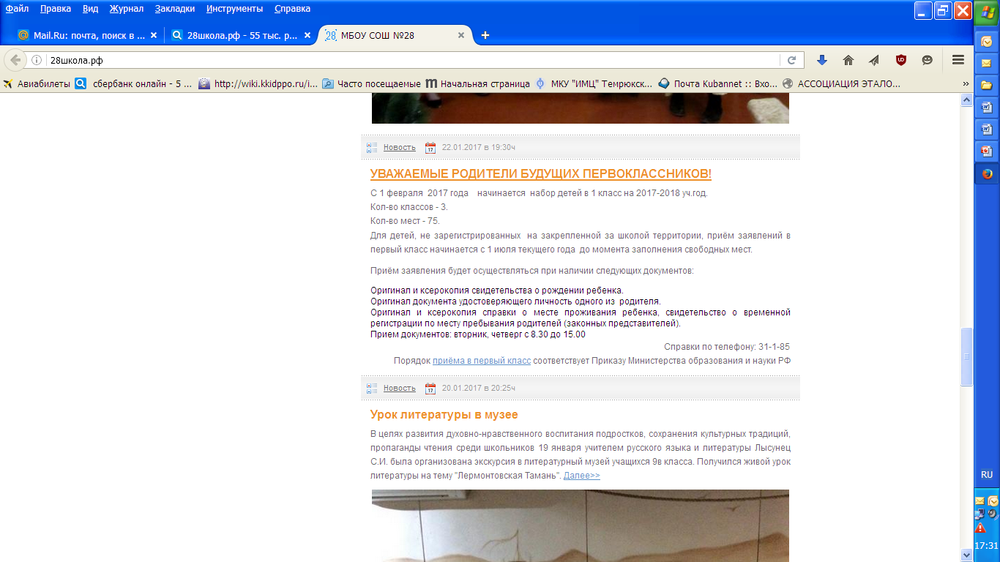 Файл Правка Вид Журнал Закладки Инструменты Справка
Mail.Ru: почта, поиск в ... 28школа.рф - 55 тыс. р... 28 МБОУ СОШ №28
28школа.рф
Авиабилеты сбербанк онлайн - 5 ... http://wiki.kkidppo.ru/i... Часто посещаемые Начальная страница МКУ "ИМЦ" Темрюкск... Почта Kubannet :: Вхо... АССОЦИАЦИЯ ЭТАЛО... »
Новость 17 22.01.2017 в 19:30ч
УВАЖАЕМЫЕ РОДИТЕЛИ БУДУЩИХ ПЕРВОКЛАССНИКОВ!
С 1 февраля 2017 года начинается набор детей в 1 класс на 2017-2018 уч.год.
Кол-во классов - 3.
Кол-во мест - 75.
Для детей, не зарегистрированных на закрепленной за школой территории, приём заявлений в
первый класс начинается с 1 июля текущего года до момента заполнения свободных мест.
Приём заявления будет осуществляться при наличии следующих документов:
Оригинал и ксерокопия свидетельства о рождении ребенка.
Оригинал документа удостоверяющего личность одного из родителя.
Оригинал и ксерокопия справки о месте проживания ребенка, свидетельство о временной
регистрации по месту пребывания родителей (законных представителей).
Прием документов: вторник, четверг с 8.30 до 15.00
Справки по телефону: 31-1-85
Порядок приёма в первый класс соответствует Приказу Министерства образования и науки РФ
Новость 17 20.01.2017 в 20:25ч
Урок литературы в музее
В целях развития духовно-нравственного воспитания подростков, сохранения культурных традиций,
пропаганды чтения среди школьников 19 января учителем русского языка и литературы Лысунец
С.И. была организована экскурсия в литературный музей учащихся 9в класса. Получился живой урок
литературы на тему "Лермонтовская Тамань". Далее>>
RU
17:31